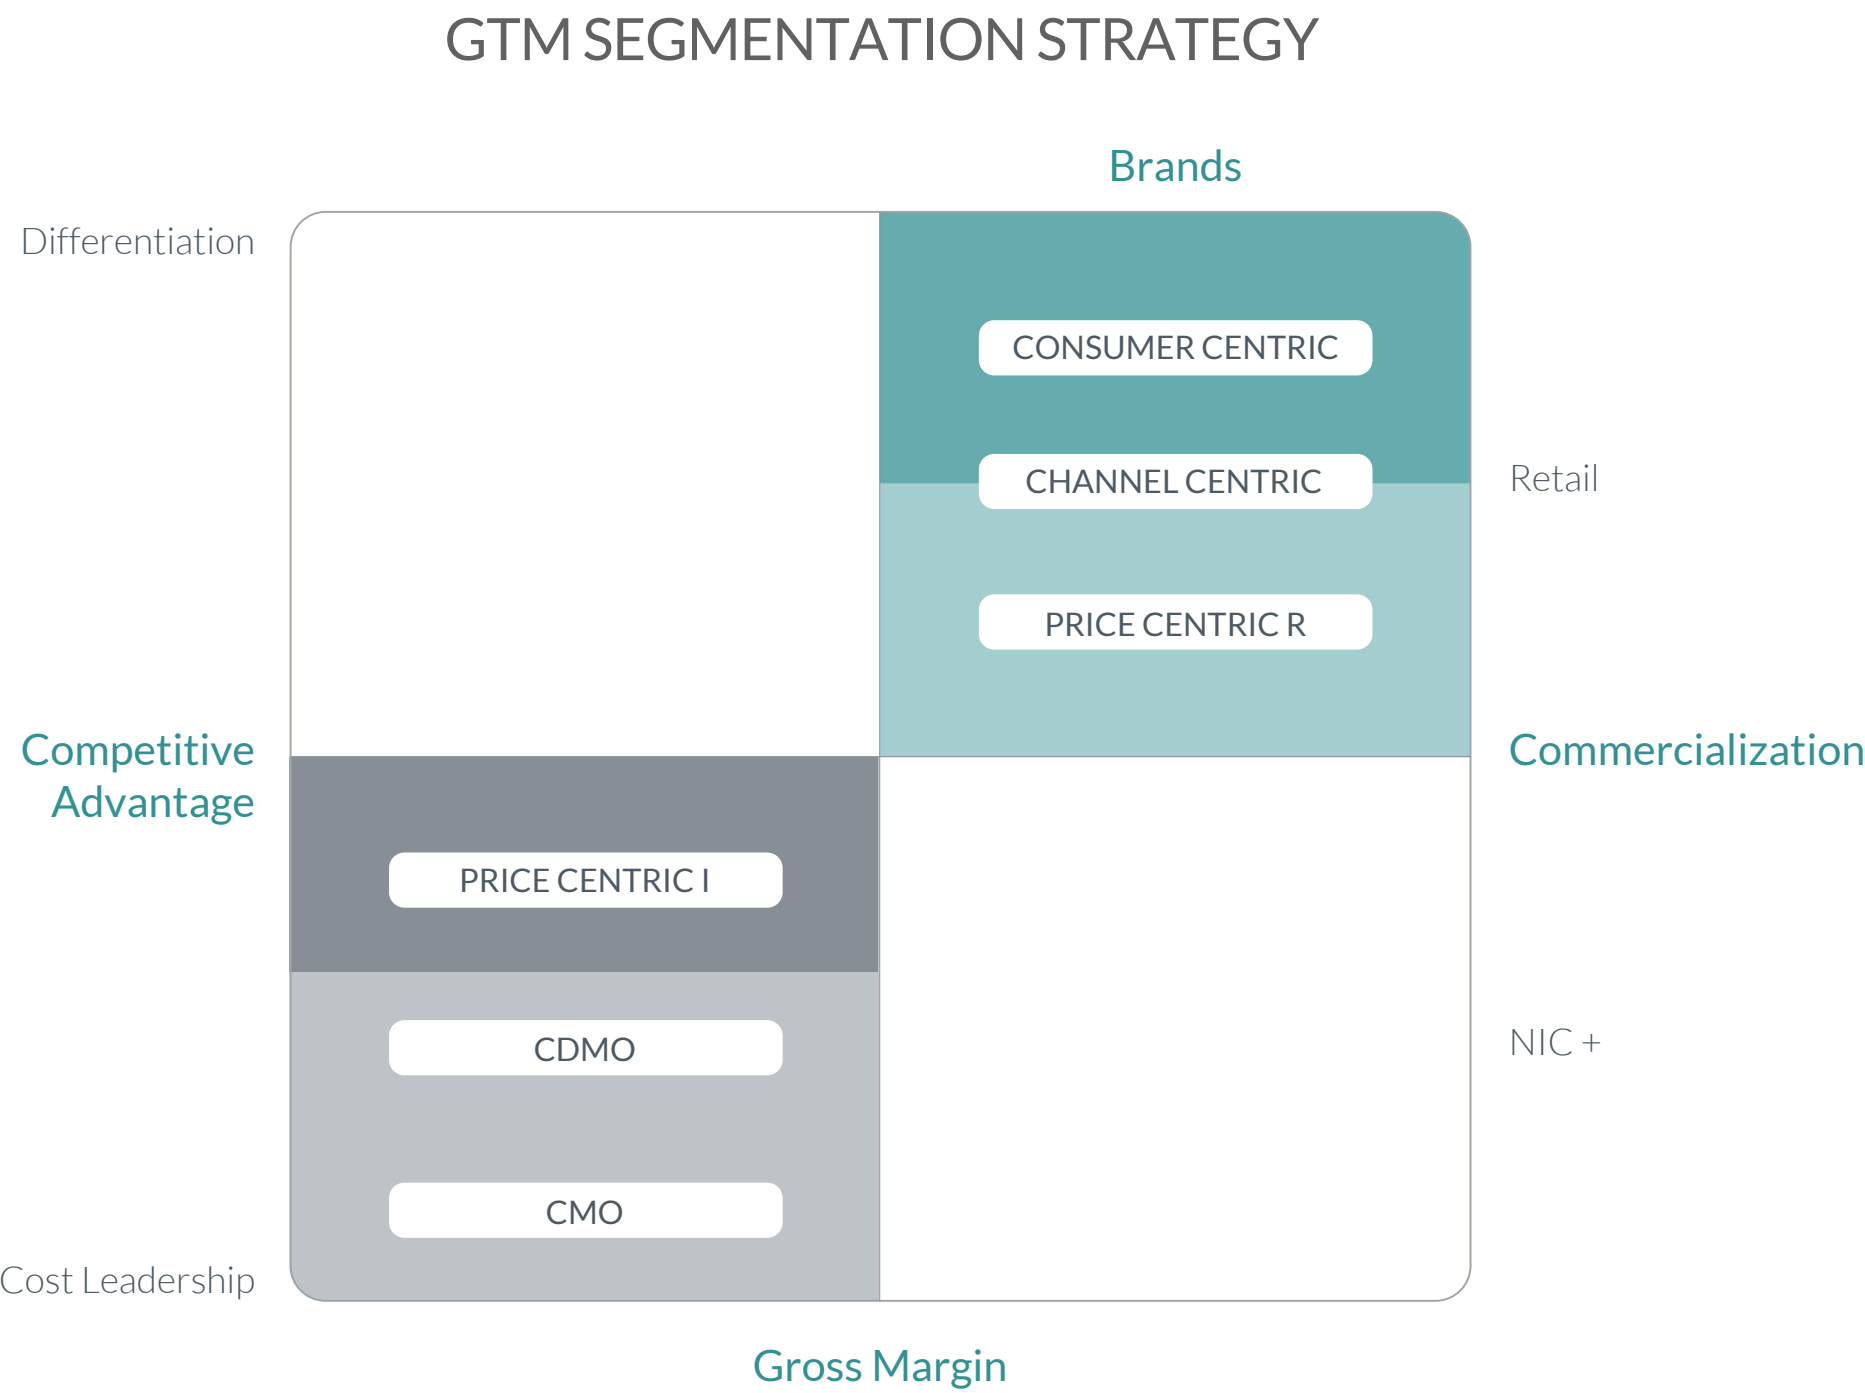 GTM SEGMENTATION STRATEGY
Brands
Differentiation
CONSUMER CENTRIC
CHANNEL CENTRIC
Retail
PRICE CENTRIC R
Competitive
Advantage
Commercialization
PRICE CENTRIC I
CDMO
NIC +
CMO
Cost Leadership
Gross Margin